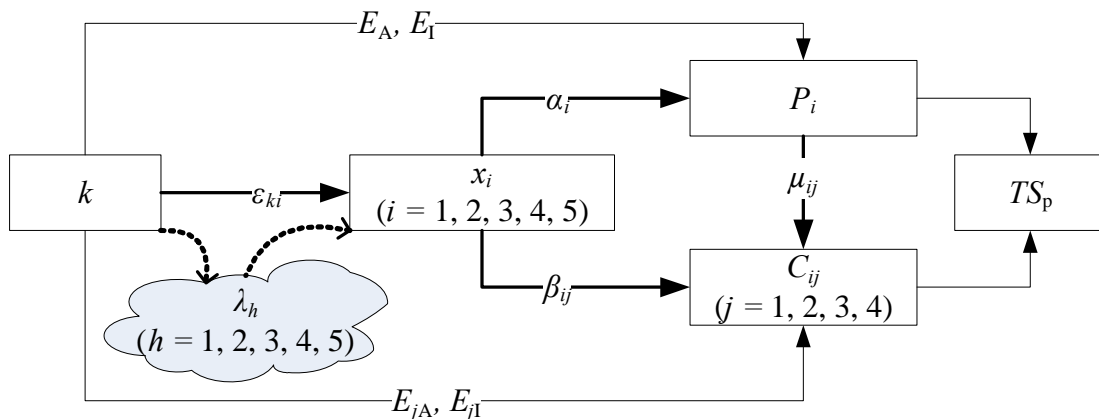 E_A, E_I
α_i
P_i
k
ε_ki
x_i
(i = 1, 2, 3, 4, 5)
μ_ij
TS_p
λ_h
(h = 1, 2, 3, 4, 5)
β_ij
C_ij
(j = 1, 2, 3, 4)
E_jA, E_jI